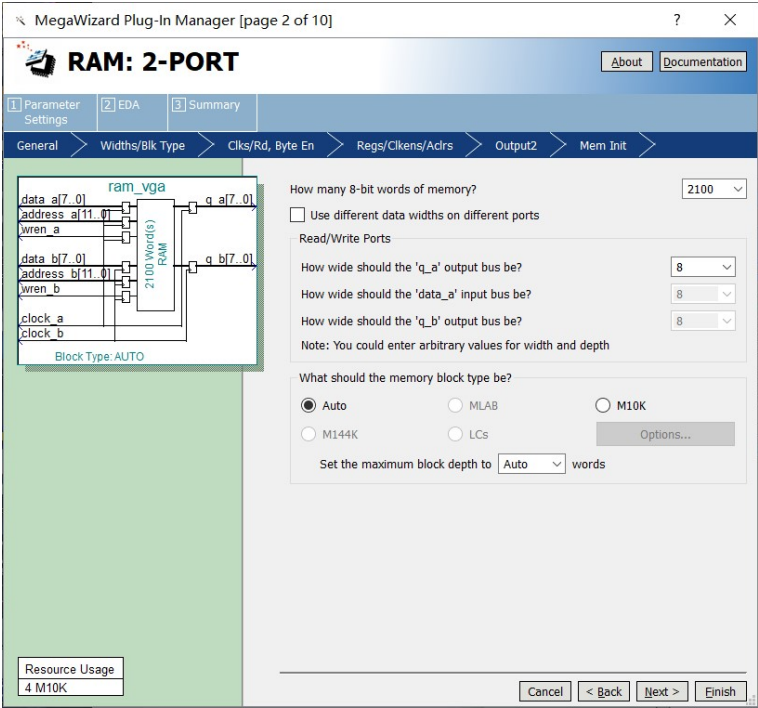 MegaWizard Plug-In Manager [page 2 of 10]
RAM: 2-PORT
About
Documentation
1 Parameter Settings
2 EDA
3 Summary
General
Widths/Blk Type
Clks/Rd, Byte En
Regs/Clkens/Aclrs
Output2
Mem Init
ram_vga
data_a[7..0]
address_a[11..0]
wren_a
data_b[7..0]
address_b[11..0]
wren_b
clock_a
clock_b
q_a[7..0]
q_b[7..0]
2100 Word(s)
RAM
Block Type: AUTO
How many 8-bit words of memory?
2100
Use different data widths on different ports
Read/Write Ports
How wide should the 'q_a' output bus be?
8
How wide should the 'data_a' input bus be?
8
How wide should the 'q_b' output bus be?
8
Note: You could enter arbitrary values for width and depth
What should the memory block type be?
Auto
MLAB
M10K
M144K
LCs
Options...
Set the maximum block depth to Auto words
Resource Usage
4 M10K
Cancel
< Back
Next >
Finish